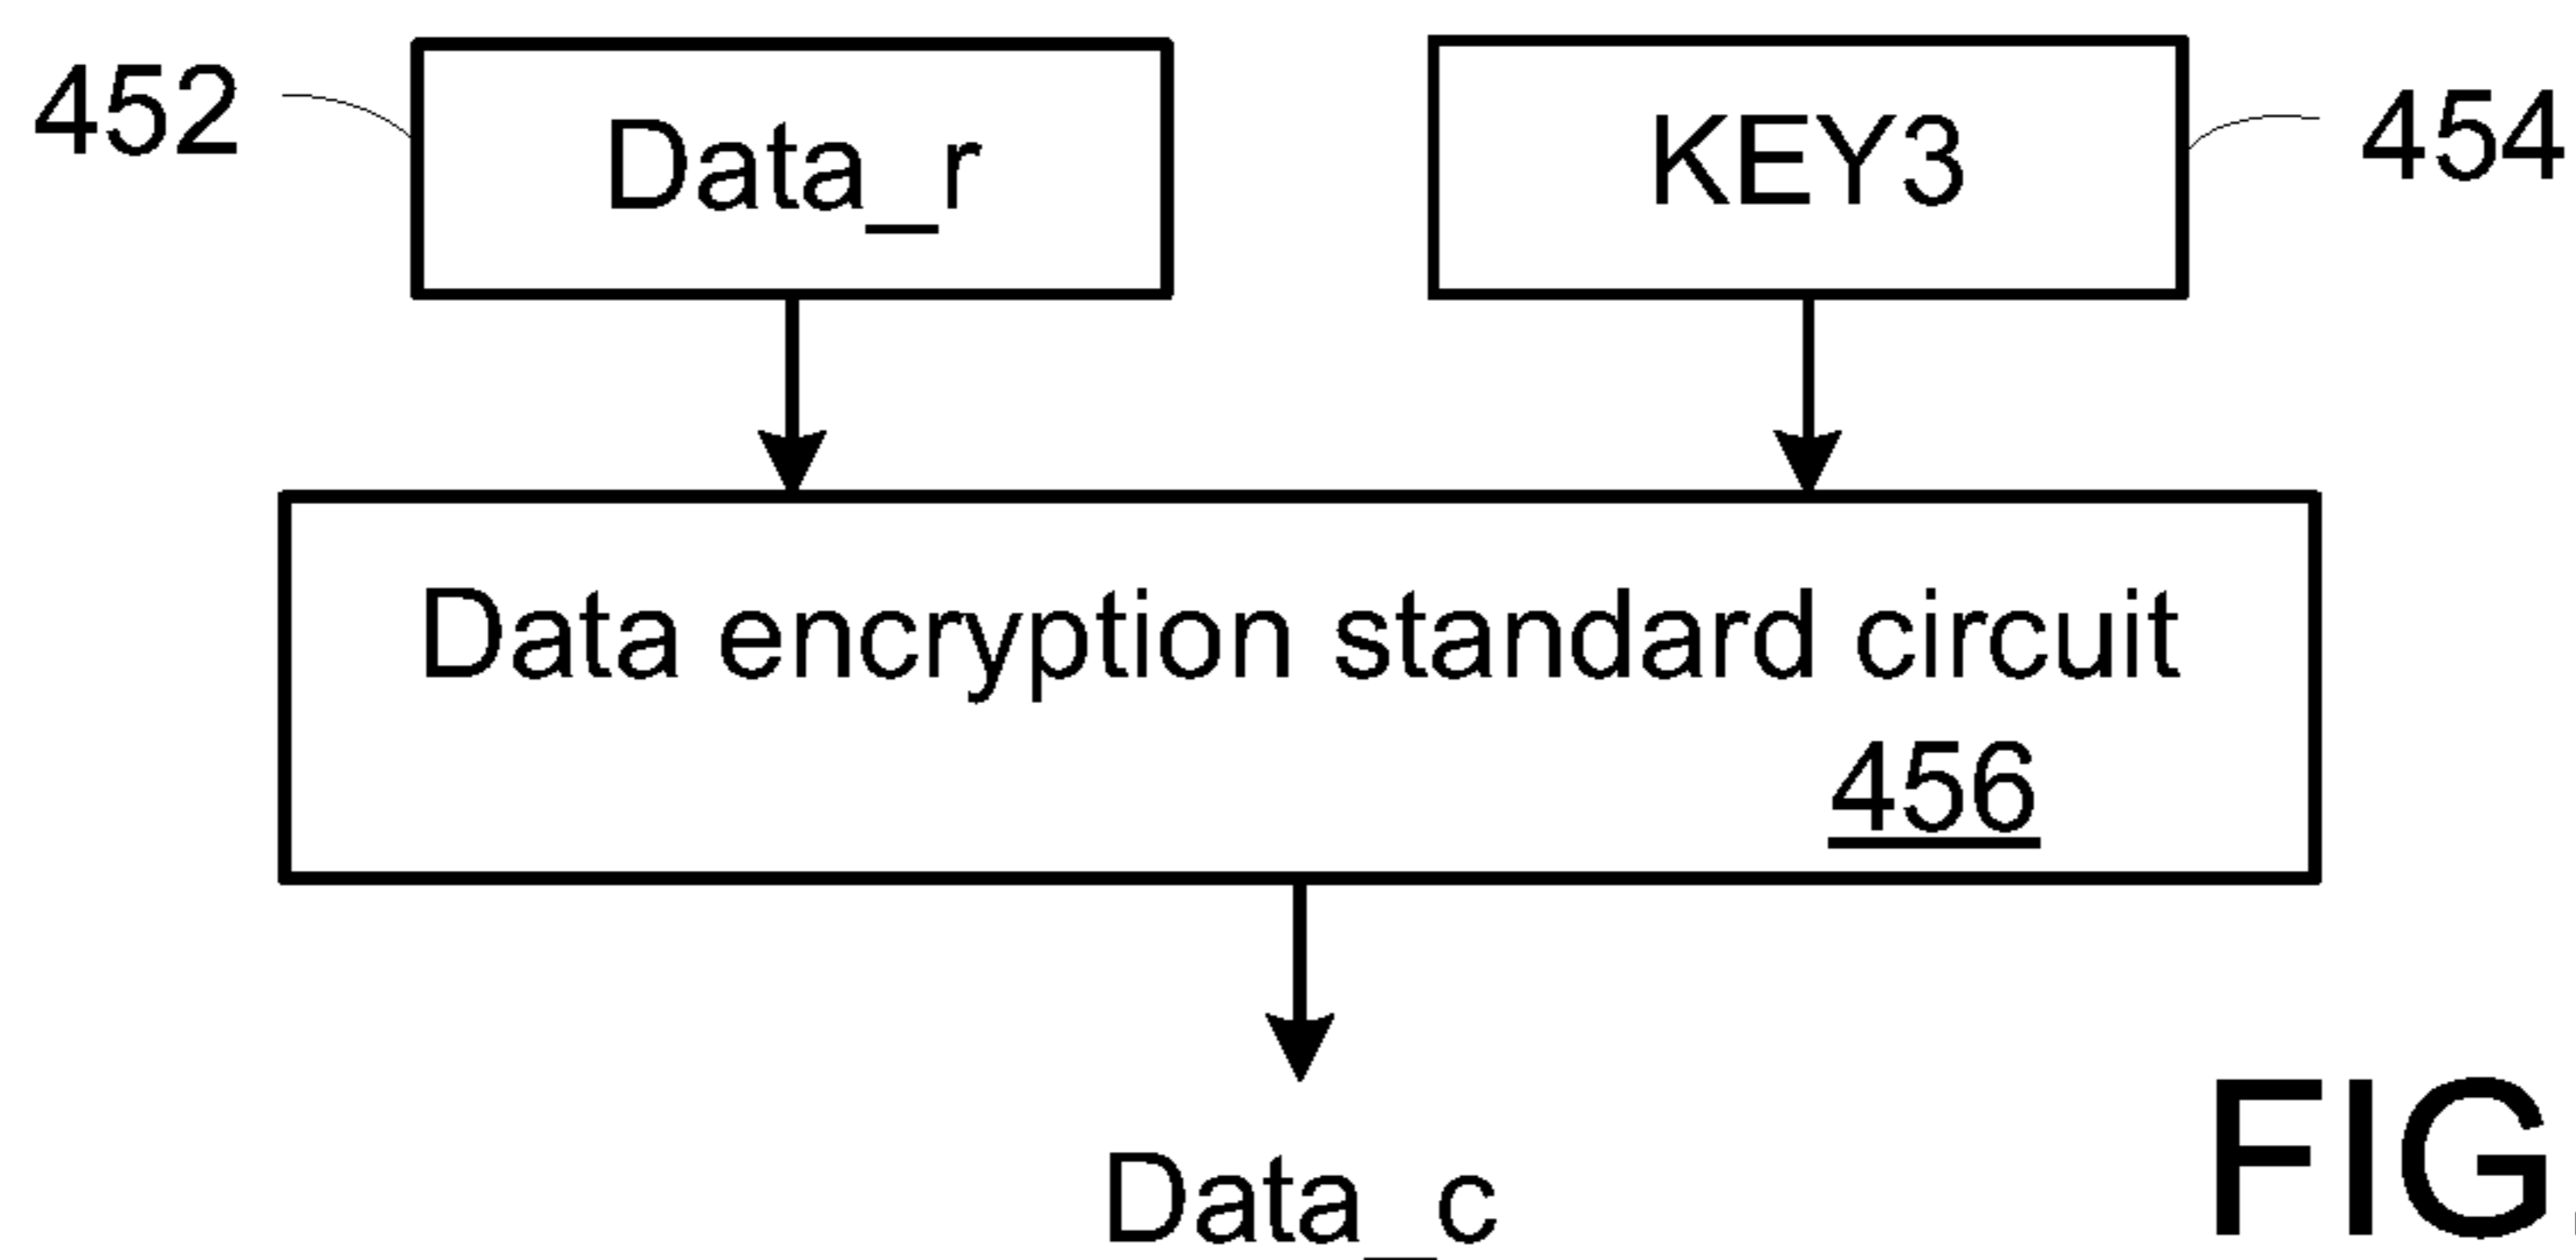 452 Data_r KEY3 454
Data encryption standard circuit
456
Data_c
FIG.